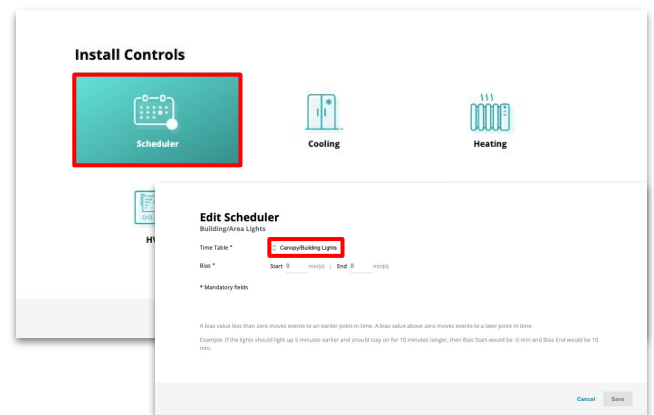 Install Controls
Scheduler
Cooling
Heating
Edit Scheduler
Building/Area Lights
Time Table * Canopy/Building Lights
Bias * Start 0 min(s) : End 0 min(s)
* Mandatory fields
A bias value less than zero moves events to an earlier point in time. A bias value above zero moves events to a later point in time.
Example: If the lights should light up 5 minutes earlier and should stay on for 10 minutes longer, then Bias Start would be -5 min and Bias End would be 10
min.
Cancel Save